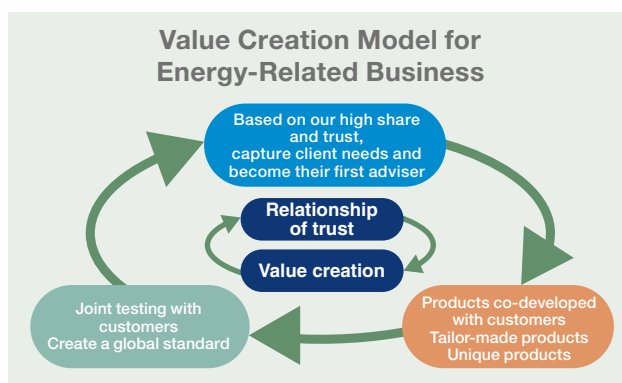 Value Creation Model for
Energy-Related Business
Based on our high share
and trust,
capture client needs and
become their first adviser
Relationship
of trust
Value creation
Joint testing with
customers
Create a global standard
Products co-developed
with customers
Tailor-made products
Unique products